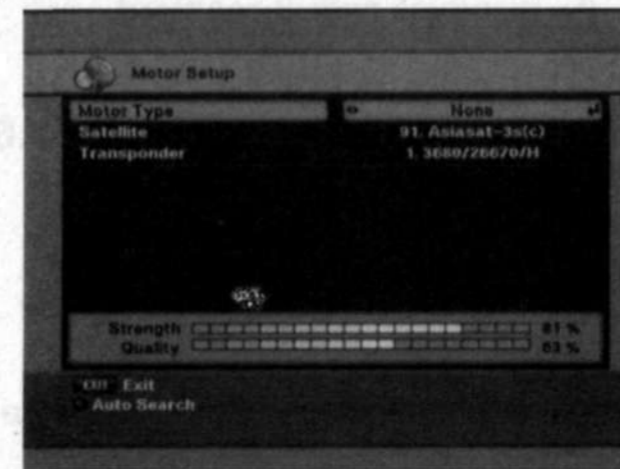 Motor Setup
Motor Type None
Satellite 91. Asiasat-3s(c)
Transponder 1. 3680/26670/H
Strength 81 %
Quality 63 %
EXIT Exit
Auto Search